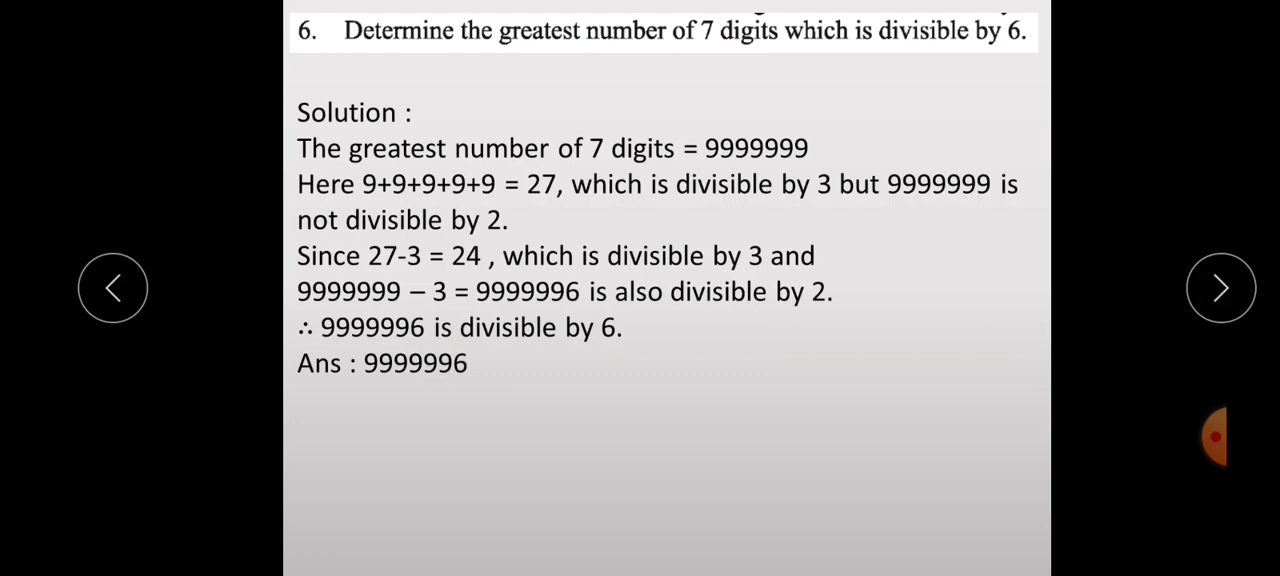 6. Determine the greatest number of 7 digits which is divisible by 6.
Solution :
The greatest number of 7 digits = 9999999
Here 9+9+9+9+9 = 27, which is divisible by 3 but 9999999 is
not divisible by 2.
Since 27-3 = 24 , which is divisible by 3 and
9999999 – 3 = 9999996 is also divisible by 2.
∴ 9999996 is divisible by 6.
Ans : 9999996